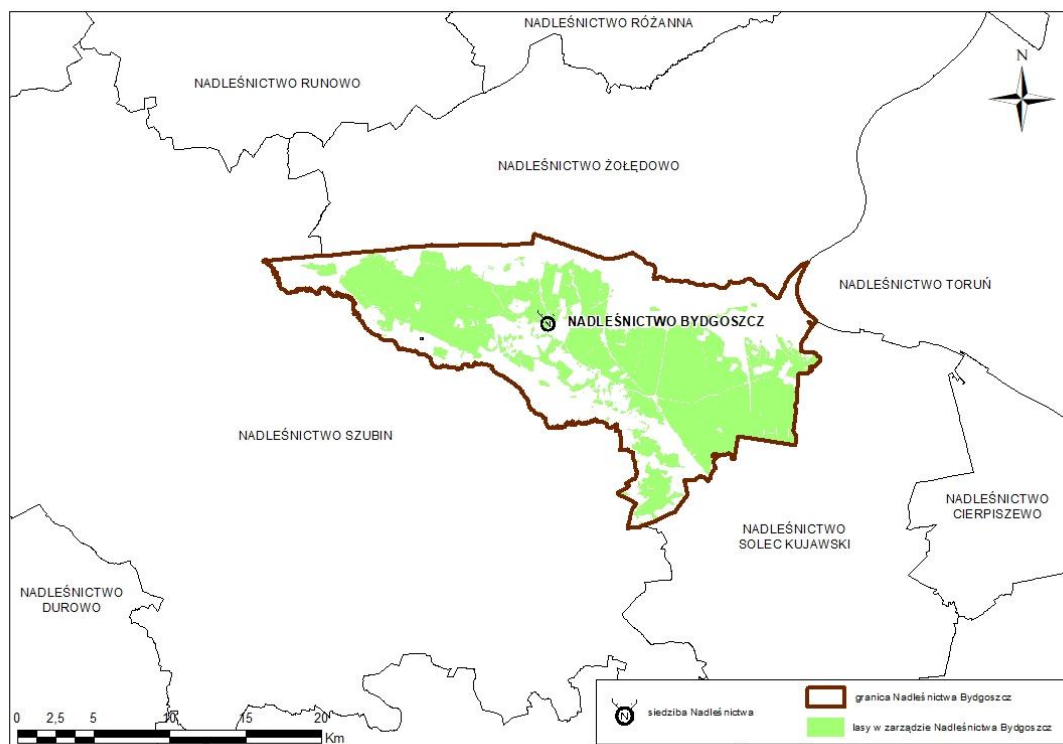 NADLEŚNICTWO RÓŻANNA
N
NADLEŚNICTWO RUNOWO
NADLEŚNICTWO ŻOŁĘDOWO
NADLEŚNICTWO TORUŃ
NADLEŚNICTWO BYDGOSZCZ
NADLEŚNICTWO SZUBIN
NADLEŚNICTWO
CIERPISZEWO
NADLEŚNICTWO
SOLEC KUJAWSKI
NADLEŚNICTWO
DUROWO
N siedziba Nadleśnictwa
granica Nadleśnictwa Bydgoszcz
lasy w zarządzie Nadleśnictwa Bydgoszcz
0 2,5 5 10 15 20
Km